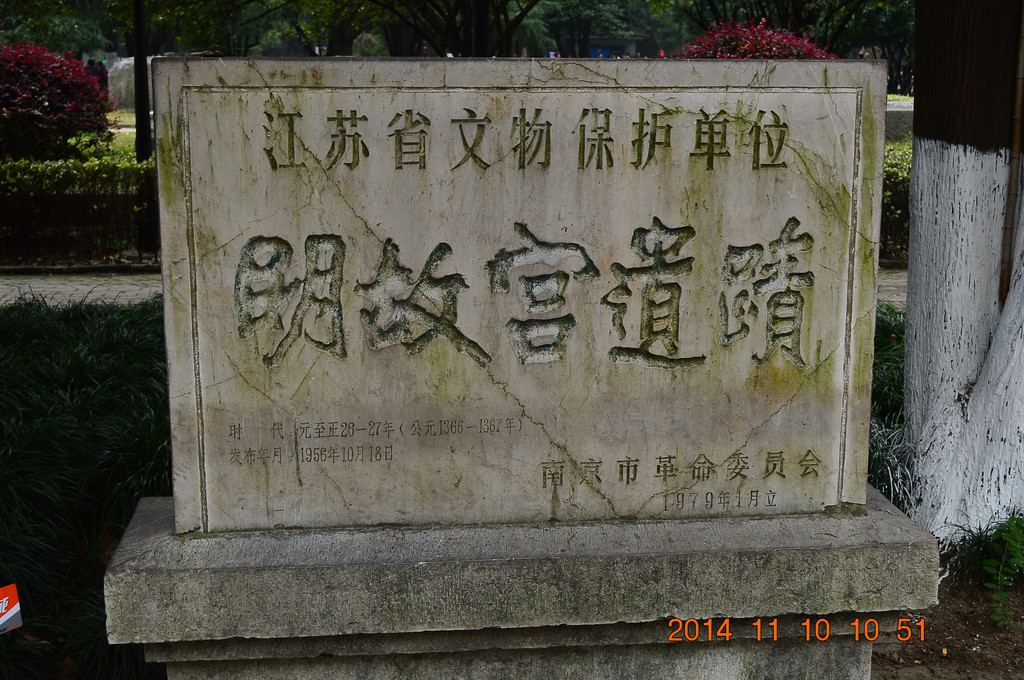 江苏省文物保护单位
明故宫遗蹟
时 代：元至正26-27年（公元1366-1367年）
发布年月：1956年10月18日
南京市革命委员会
1979年1月立
2014 11 10 10 51